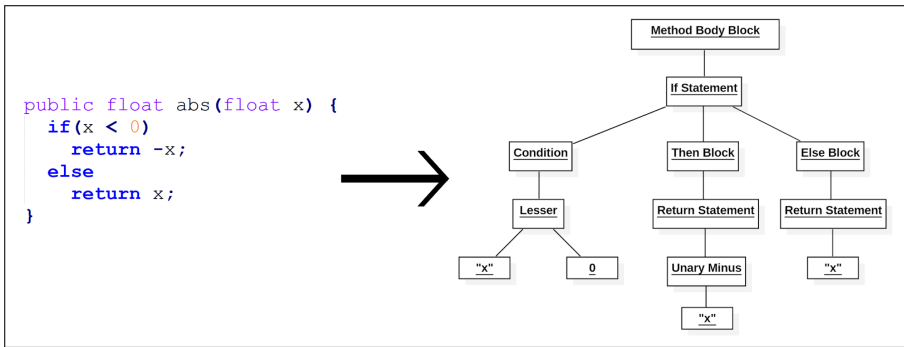 public float abs(float x) {
if(x < 0)
return -x;
else
return x;
}
Method Body Block
If Statement
Condition
Then Block
Else Block
Lesser
Return Statement
Return Statement
"x"
0
Unary Minus
"x"
"x"